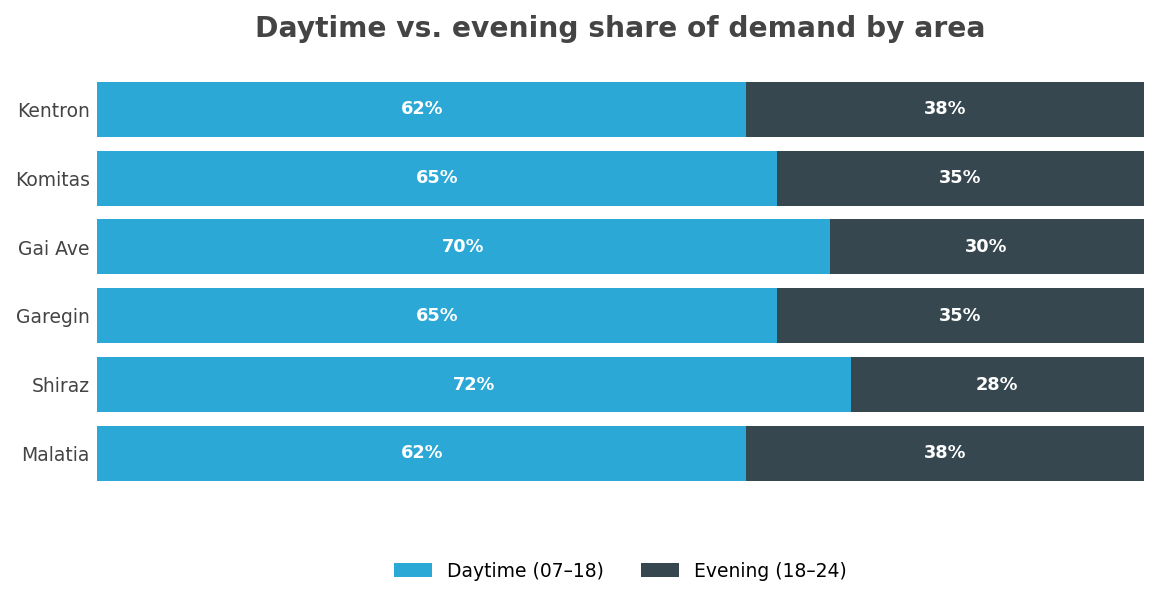 Daytime vs. evening share of demand by area
Kentron 62% 38%
Komitas 65% 35%
Gai Ave 70% 30%
Garegin 65% 35%
Shiraz 72% 28%
Malatia 62% 38%
Daytime (07–18) Evening (18–24)